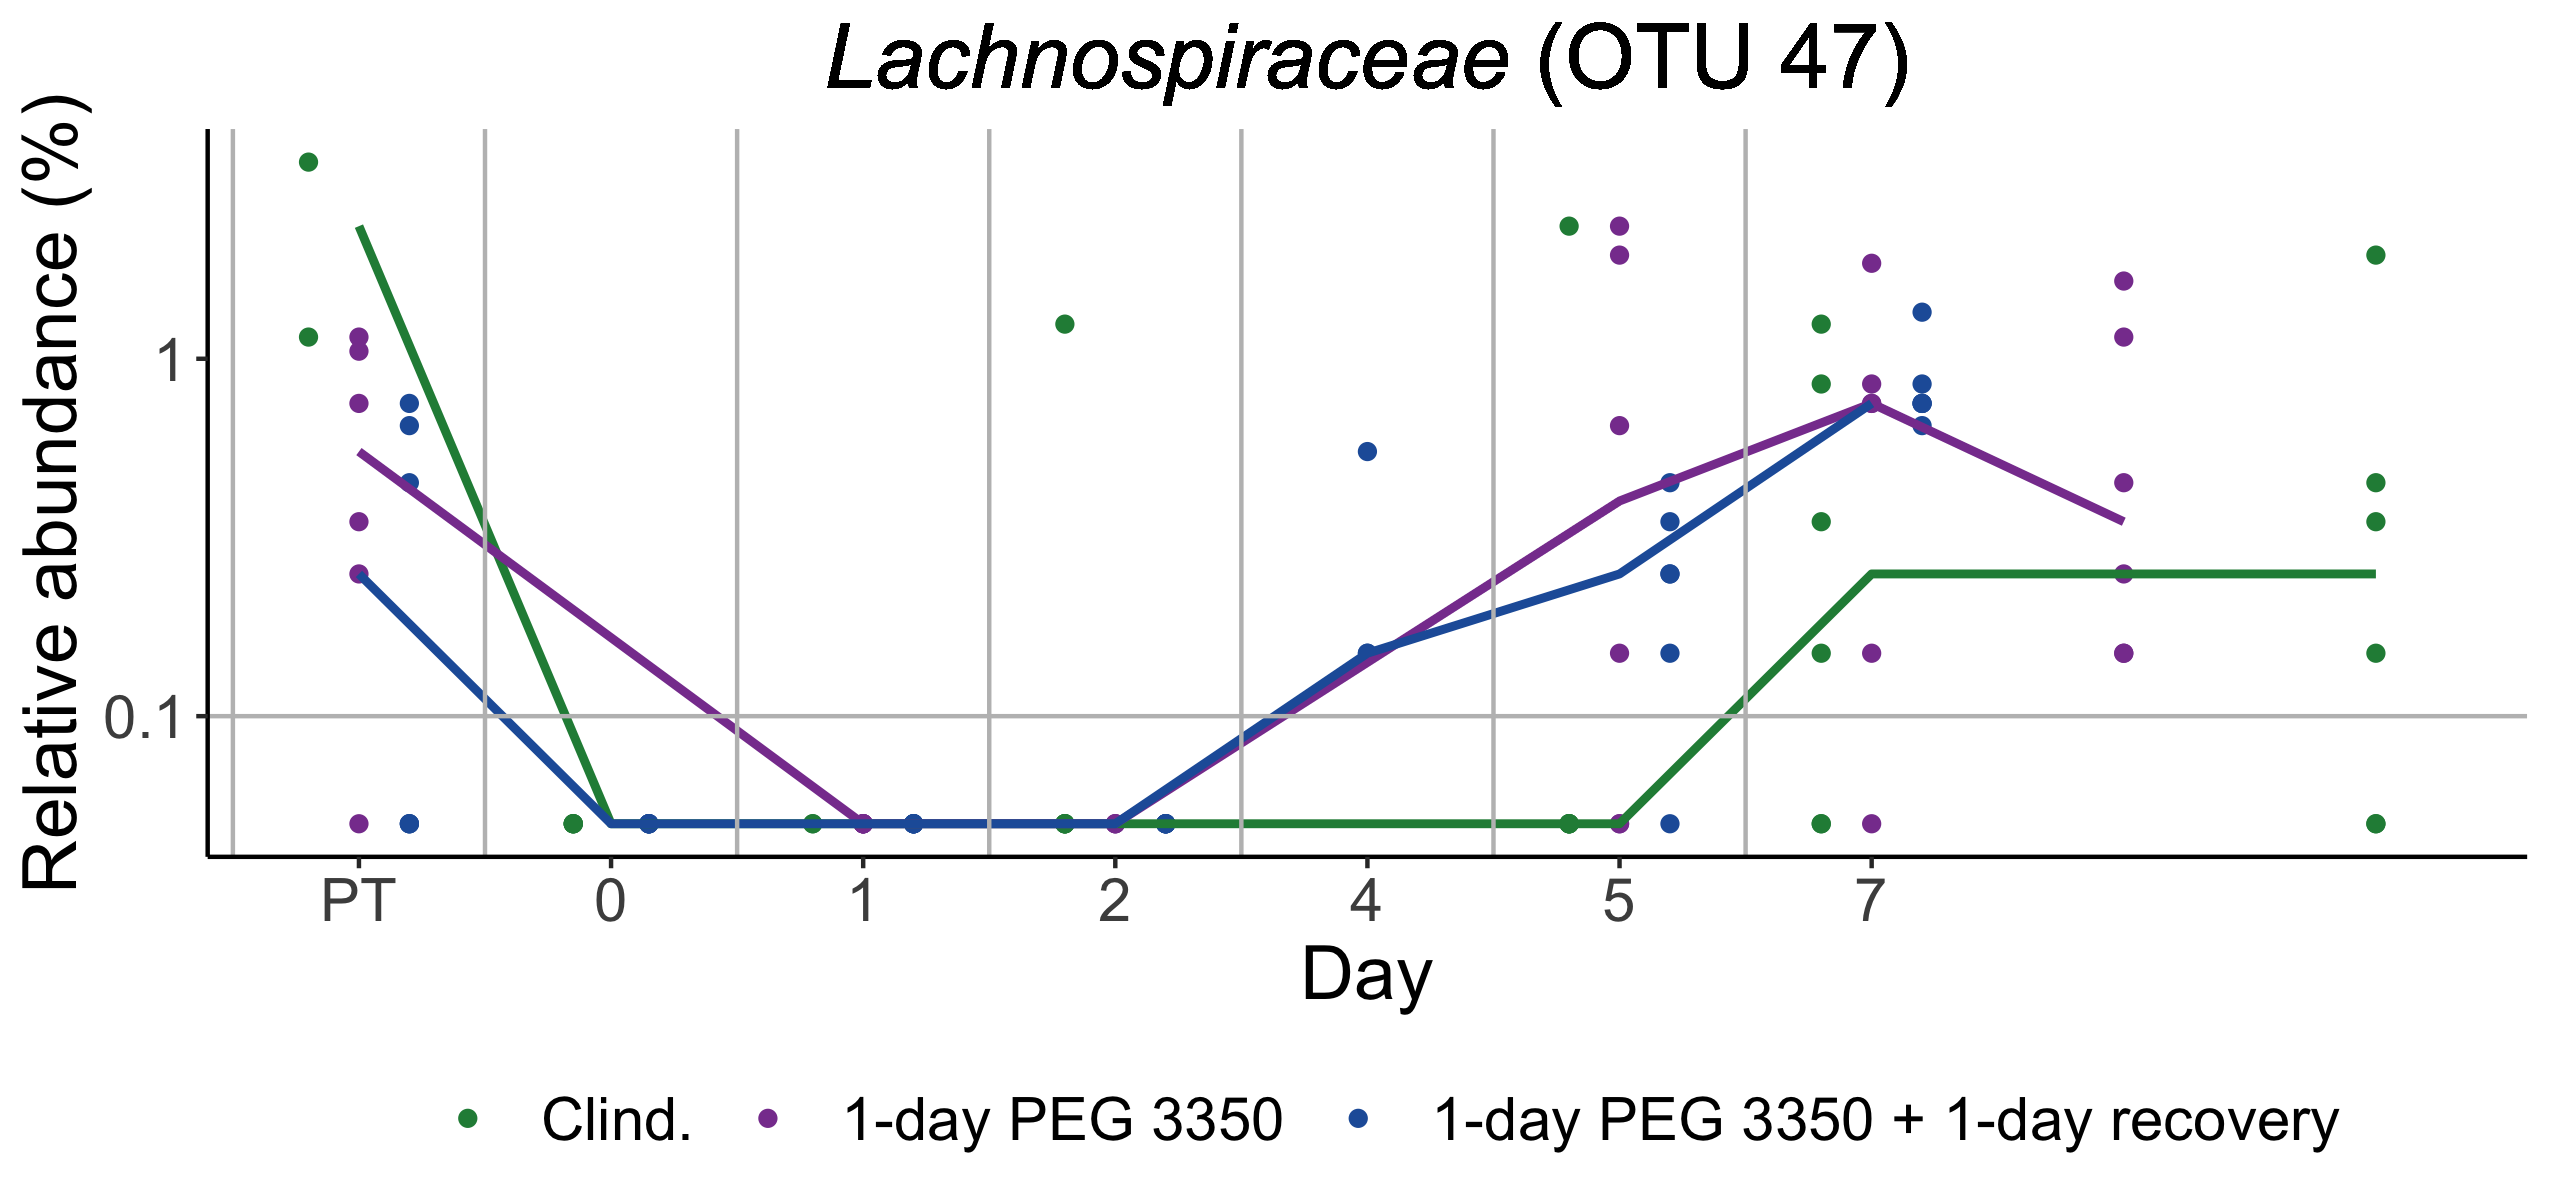 Lachnospiraceae (OTU 47)
Relative abundance (%)
1
0.1
PT 0 1 2 4 5 7
Day
Clind. 1-day PEG 3350 1-day PEG 3350 + 1-day recovery